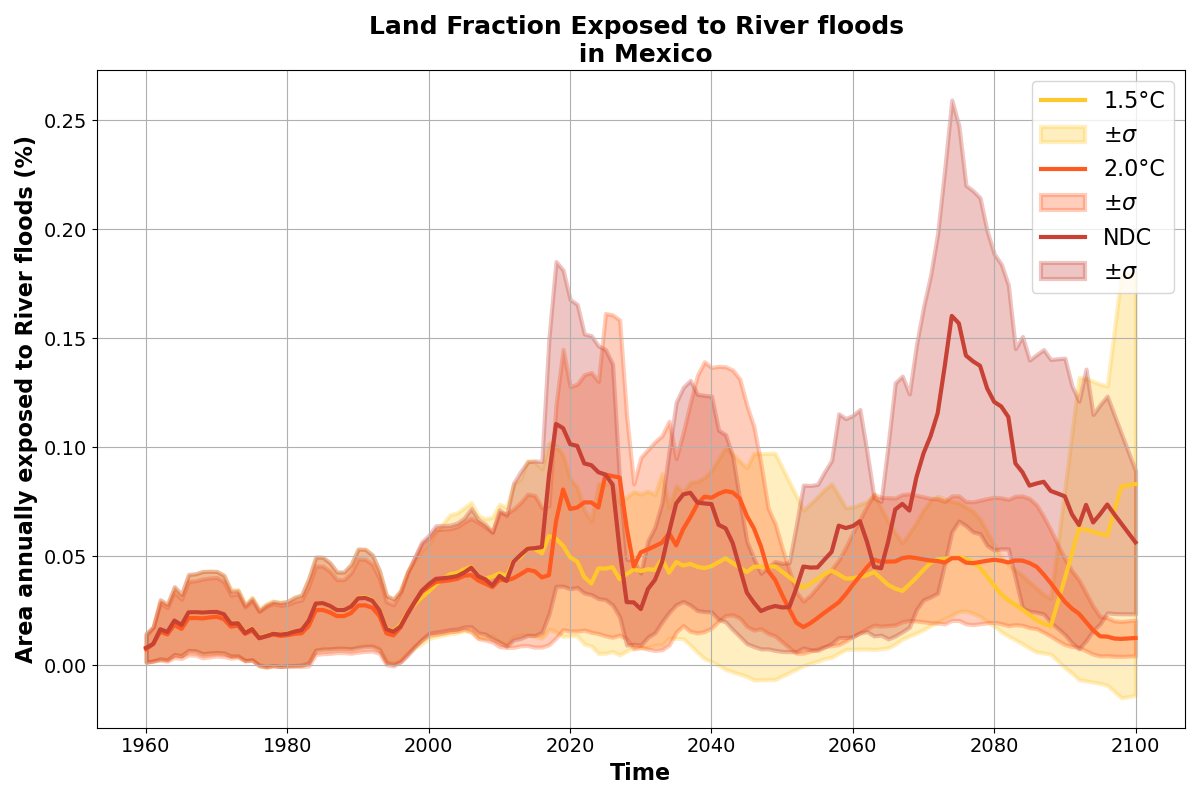 Land Fraction Exposed to River floods
in Mexico
Area annually exposed to River floods (%)
0.25
0.20
0.15
0.10
0.05
0.00
1960 1980 2000 2020 2040 2060 2080 2100
Time
1.5°C
±σ
2.0°C
±σ
NDC
±σ